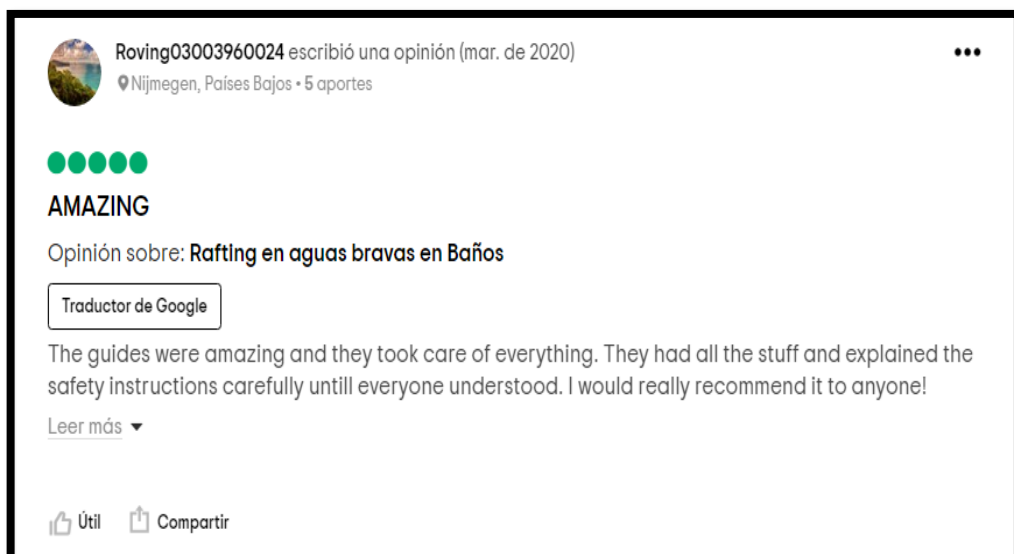 Roving03003960024 escribió una opinión (mar. de 2020)
Nijmegen, Países Bajos • 5 aportes
AMAZING
Opinión sobre: Rafting en aguas bravas en Baños
Traductor de Google
The guides were amazing and they took care of everything. They had all the stuff and explained the
safety instructions carefully untill everyone understood. I would really recommend it to anyone!
Leer más
Útil Compartir